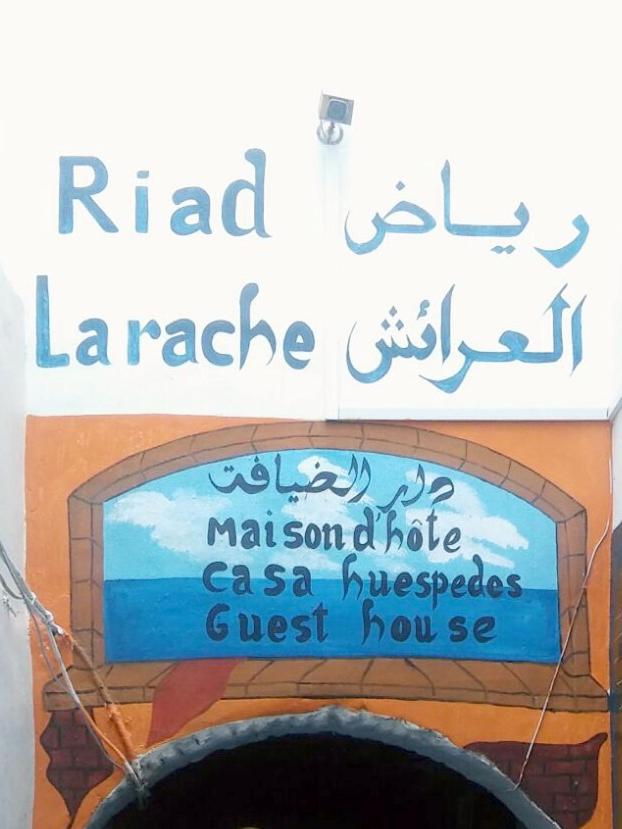 Riad رياض
Larache العرائش
دار الضيافة
Maison d'hôte
casa huespedes
Guest house